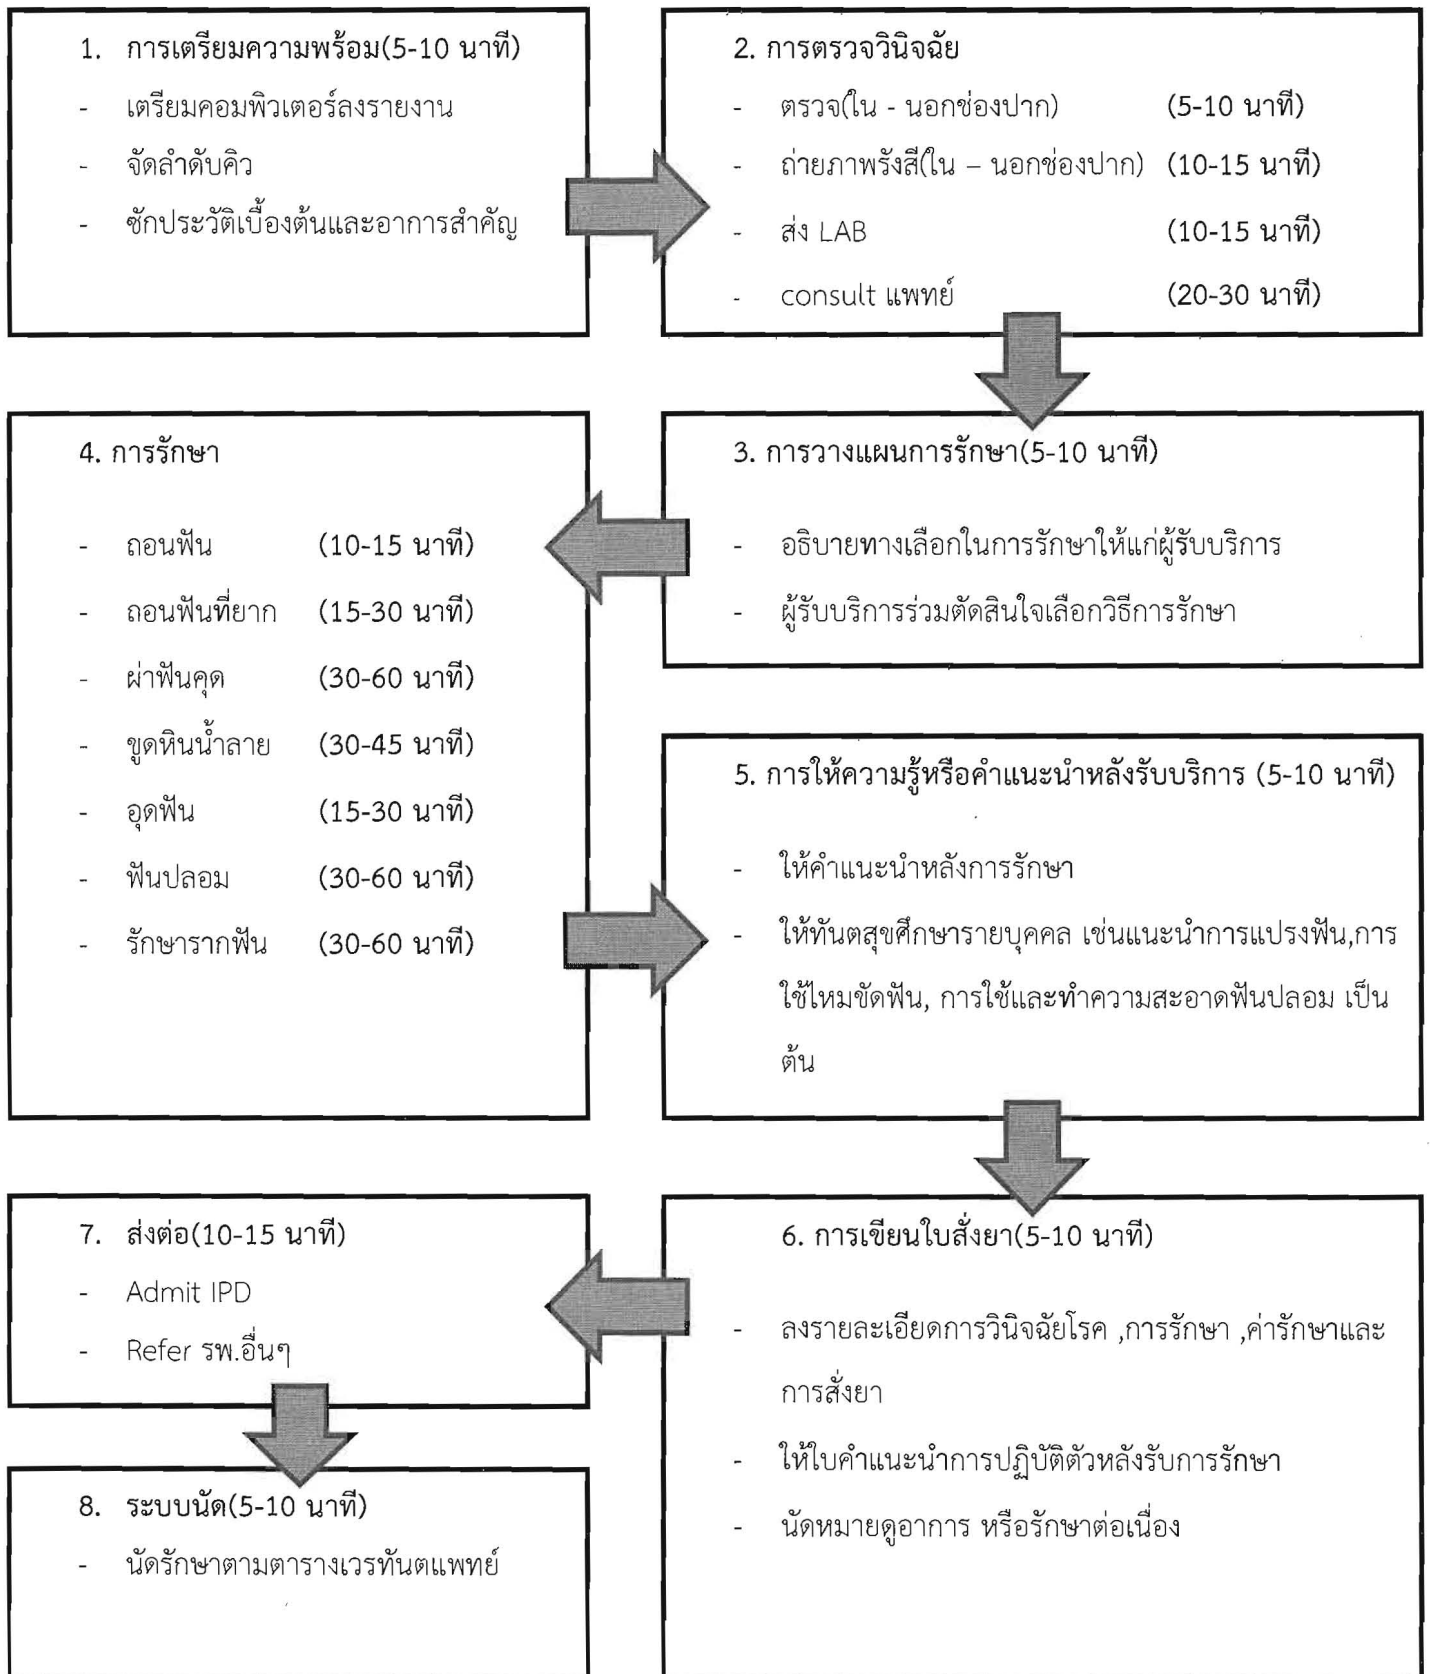 1. การเตรียมความพร้อม(5-10 นาที)
- เตรียมคอมพิวเตอร์ลงรายงาน
- จัดลำดับคิว
- ซักประวัติเบื้องต้นและอาการสำคัญ
2. การตรวจวินิจฉัย
- ตรวจ(ใน - นอกช่องปาก) (5-10 นาที)
- ถ่ายภาพรังสี(ใน – นอกช่องปาก) (10-15 นาที)
- ส่ง LAB (10-15 นาที)
- consult แพทย์ (20-30 นาที)
3. การวางแผนการรักษา(5-10 นาที)
- อธิบายทางเลือกในการรักษาให้แก่ผู้รับบริการ
- ผู้รับบริการร่วมตัดสินใจเลือกวิธีการรักษา
4. การรักษา
- ถอนฟัน (10-15 นาที)
- ถอนฟันที่ยาก (15-30 นาที)
- ผ่าฟันคุด (30-60 นาที)
- ขูดหินน้ำลาย (30-45 นาที)
- อุดฟัน (15-30 นาที)
- ฟันปลอม (30-60 นาที)
- รักษารากฟัน (30-60 นาที)
5. การให้ความรู้หรือคำแนะนำหลังรับบริการ (5-10 นาที)
- ให้คำแนะนำหลังการรักษา
- ให้ทันตสุขศึกษารายบุคคล เช่นแนะนำการแปรงฟัน,การ
ใช้ไหมขัดฟัน, การใช้และทำความสะอาดฟันปลอม เป็น
ต้น
6. การเขียนใบสั่งยา(5-10 นาที)
- ลงรายละเอียดการวินิจฉัยโรค ,การรักษา ,ค่ารักษาและ
การสั่งยา
- ให้ใบคำแนะนำการปฏิบัติตัวหลังรับการรักษา
- นัดหมายดูอาการ หรือรักษาต่อเนื่อง
7. ส่งต่อ(10-15 นาที)
- Admit IPD
- Refer รพ.อื่นๆ
8. ระบบนัด(5-10 นาที)
- นัดรักษาตามตารางเวรทันตแพทย์